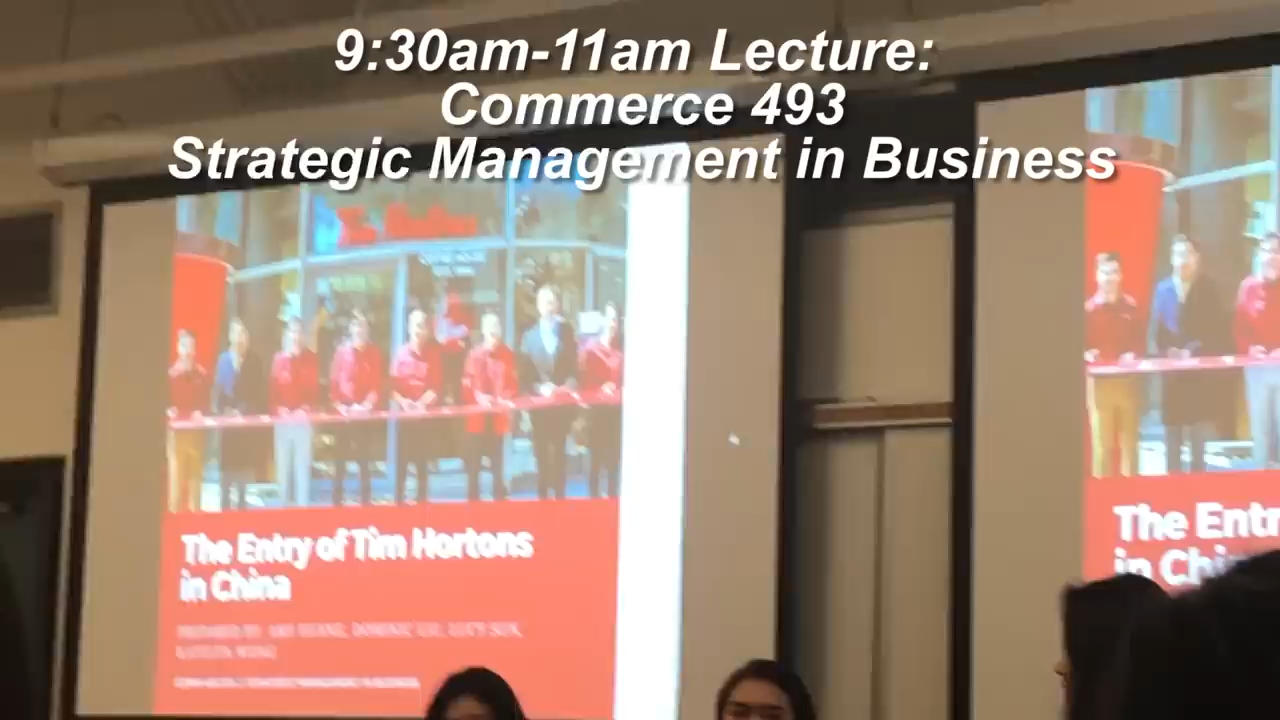 9:30am-11am Lecture:
Commerce 493
Strategic Management in Business
The Entry of Tim Hortons
in China
The Entr
in Chi